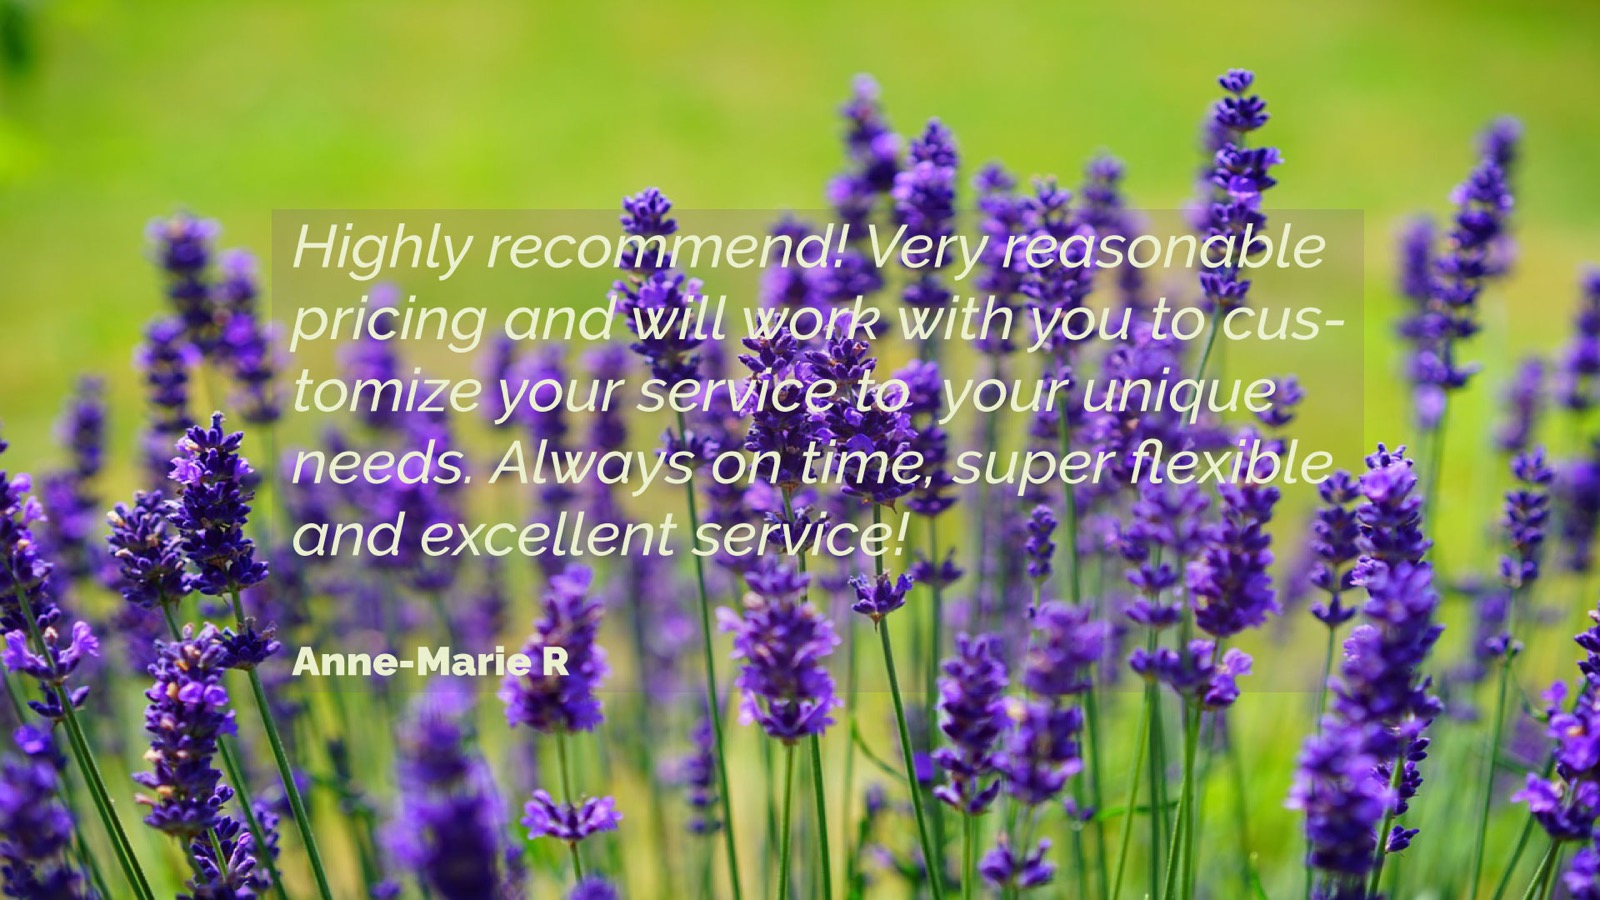 Highly recommend! Very reasonable
pricing and will work with you to cus-
tomize your service to  your unique
needs. Always on time, super flexible
and excellent service!
Anne-Marie R